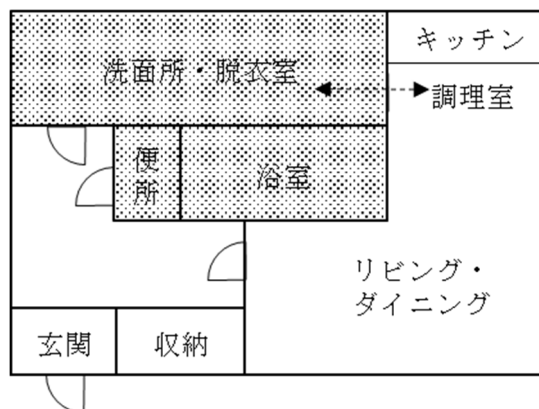 キッチン
洗面所・脱衣室
調理室
便所
浴室
リビング・
ダイニング
玄関
収納